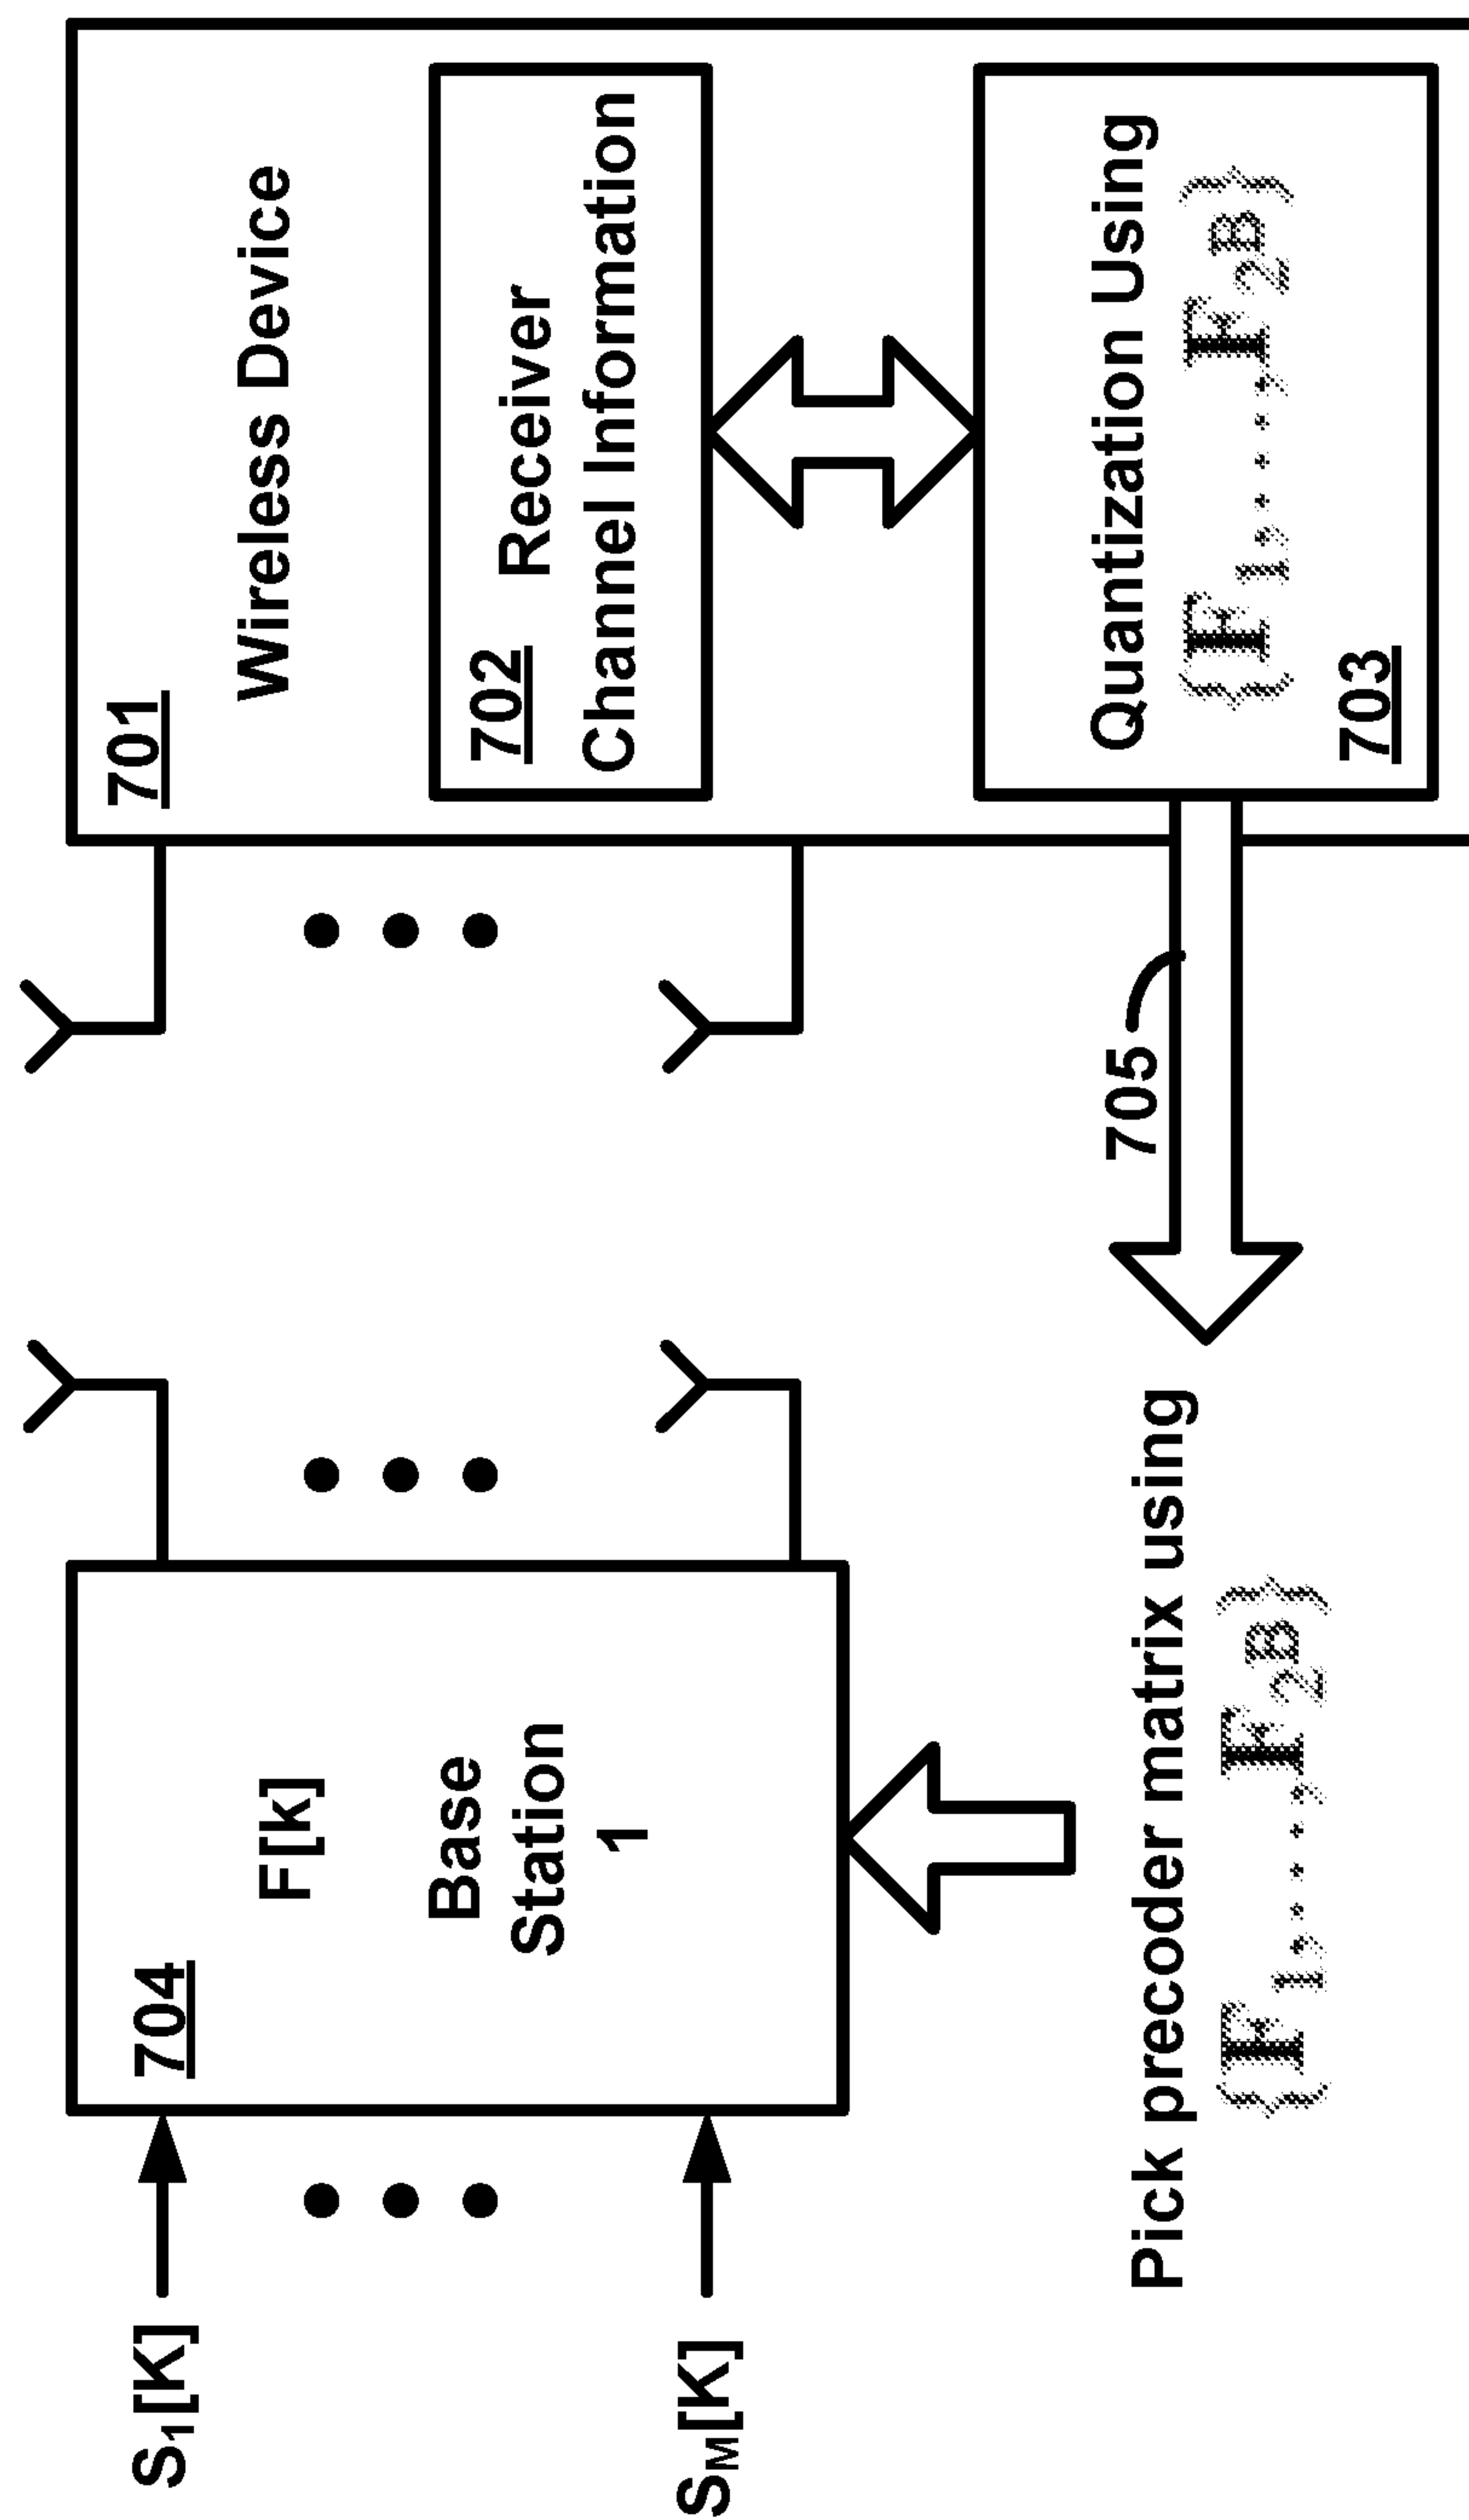 S1[K]
SM[K]
704
F[k]
Base
Station
1
Pick precoder matrix using
{F1,...,F2B}
701
Wireless Device
702
Receiver
Channel Information
Quantization Using
{F1,...,F2B}
703
705